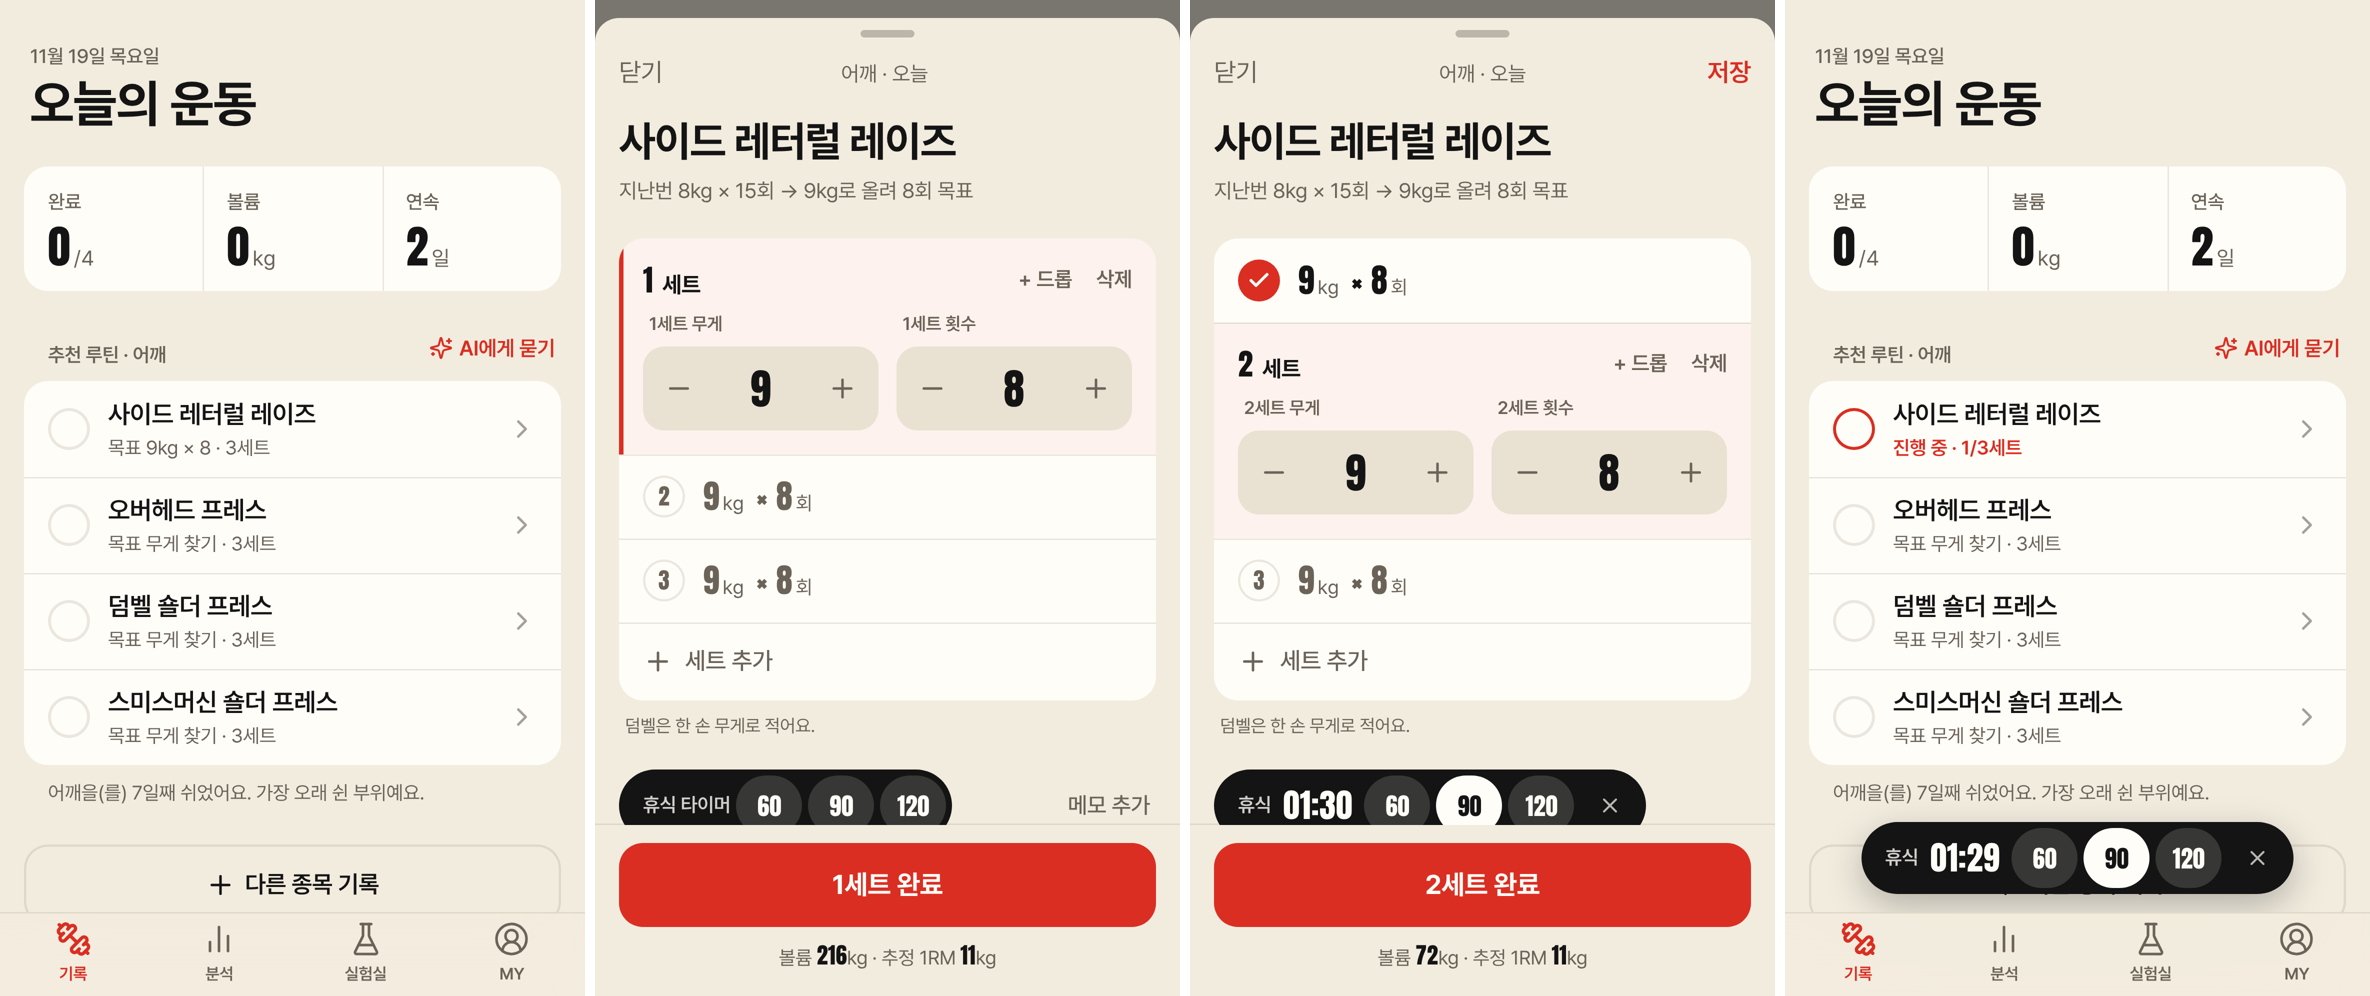 11월 19일 목요일
오늘의 운동
완료
0/4
볼륨
0kg
연속
2일
추천 루틴 · 어깨
AI에게 묻기
사이드 레터럴 레이즈
목표 9kg × 8 · 3세트
오버헤드 프레스
목표 무게 찾기 · 3세트
덤벨 숄더 프레스
목표 무게 찾기 · 3세트
스미스머신 숄더 프레스
목표 무게 찾기 · 3세트
어깨을(를) 7일째 쉬었어요. 가장 오래 쉰 부위예요.
+ 다른 종목 기록
기록
분석
실험실
MY
닫기
어깨 · 오늘
사이드 레터럴 레이즈
지난번 8kg × 15회 → 9kg로 올려 8회 목표
1 세트
+ 드롭
삭제
1세트 무게
1세트 횟수
− 9 +
− 8 +
2 9kg × 8회
3 9kg × 8회
+ 세트 추가
덤벨은 한 손 무게로 적어요.
휴식 타이머 60 90 120
메모 추가
1세트 완료
볼륨 216kg · 추정 1RM 11kg
닫기
어깨 · 오늘
저장
사이드 레터럴 레이즈
지난번 8kg × 15회 → 9kg로 올려 8회 목표
9kg × 8회
2 세트
+ 드롭
삭제
2세트 무게
2세트 횟수
− 9 +
− 8 +
3 9kg × 8회
+ 세트 추가
덤벨은 한 손 무게로 적어요.
휴식 01:30 60 90 120 ×
2세트 완료
볼륨 72kg · 추정 1RM 11kg
11월 19일 목요일
오늘의 운동
완료
0/4
볼륨
0kg
연속
2일
추천 루틴 · 어깨
AI에게 묻기
사이드 레터럴 레이즈
진행 중 · 1/3세트
오버헤드 프레스
목표 무게 찾기 · 3세트
덤벨 숄더 프레스
목표 무게 찾기 · 3세트
스미스머신 숄더 프레스
목표 무게 찾기 · 3세트
어깨을(를) 7일째 쉬었어요. 가장 오래 쉰 부위예요.
휴식 01:29 60 90 120 ×
기록
분석
실험실
MY